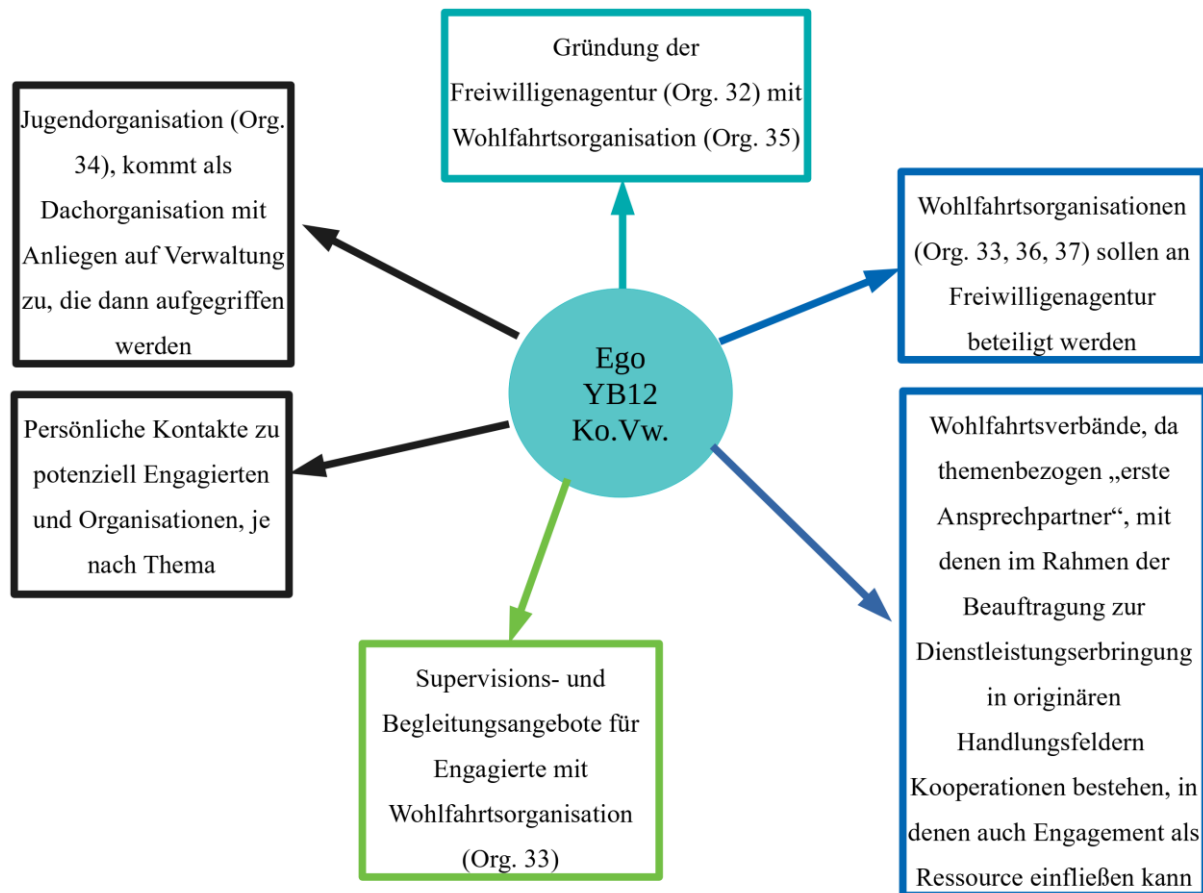 Gründung der
Freiwilligenagentur (Org. 32) mit
Wohlfahrtsorganisation (Org. 35)
Jugendorganisation (Org.
34), kommt als
Dachorganisation mit
Anliegen auf Verwaltung
zu, die dann aufgegriffen
werden
Wohlfahrtsorganisationen
(Org. 33, 36, 37) sollen an
Freiwilligenagentur
beteiligt werden
Ego
YB12
Ko.Vw.
Persönliche Kontakte zu
potenziell Engagierten
und Organisationen, je
nach Thema
Wohlfahrtsverbände, da
themenbezogen „erste
Ansprechpartner“, mit
denen im Rahmen der
Beauftragung zur
Dienstleistungserbringung
in originären
Handlungsfeldern
Kooperationen bestehen, in
denen auch Engagement als
Ressource einfließen kann
Supervisions- und
Begleitungsangebote für
Engagierte mit
Wohlfahrtsorganisation
(Org. 33)